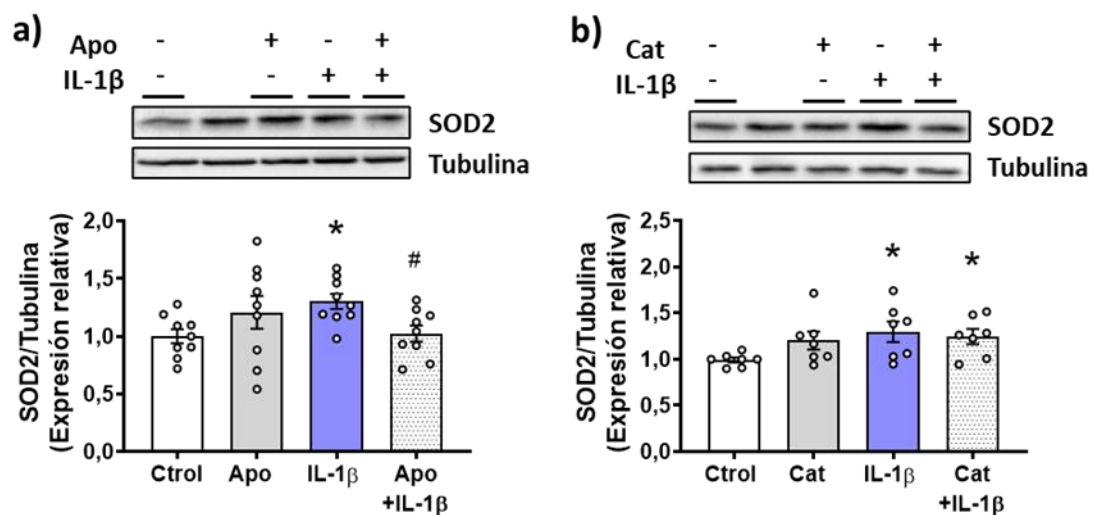 a)
Apo - + - +
IL-1β - - + +
SOD2
Tubulina
SOD2/Tubulina
(Expresión relativa)
2,0
1,5
1,0
0,5
0,0
*
#
Ctrol Apo IL-1β Apo
+IL-1β
b)
Cat - + - +
IL-1β - - + +
SOD2
Tubulina
SOD2/Tubulina
(Expresión relativa)
2,5
2,0
1,5
1,0
0,5
0,0
* *
Ctrol Cat IL-1β Cat
+IL-1β